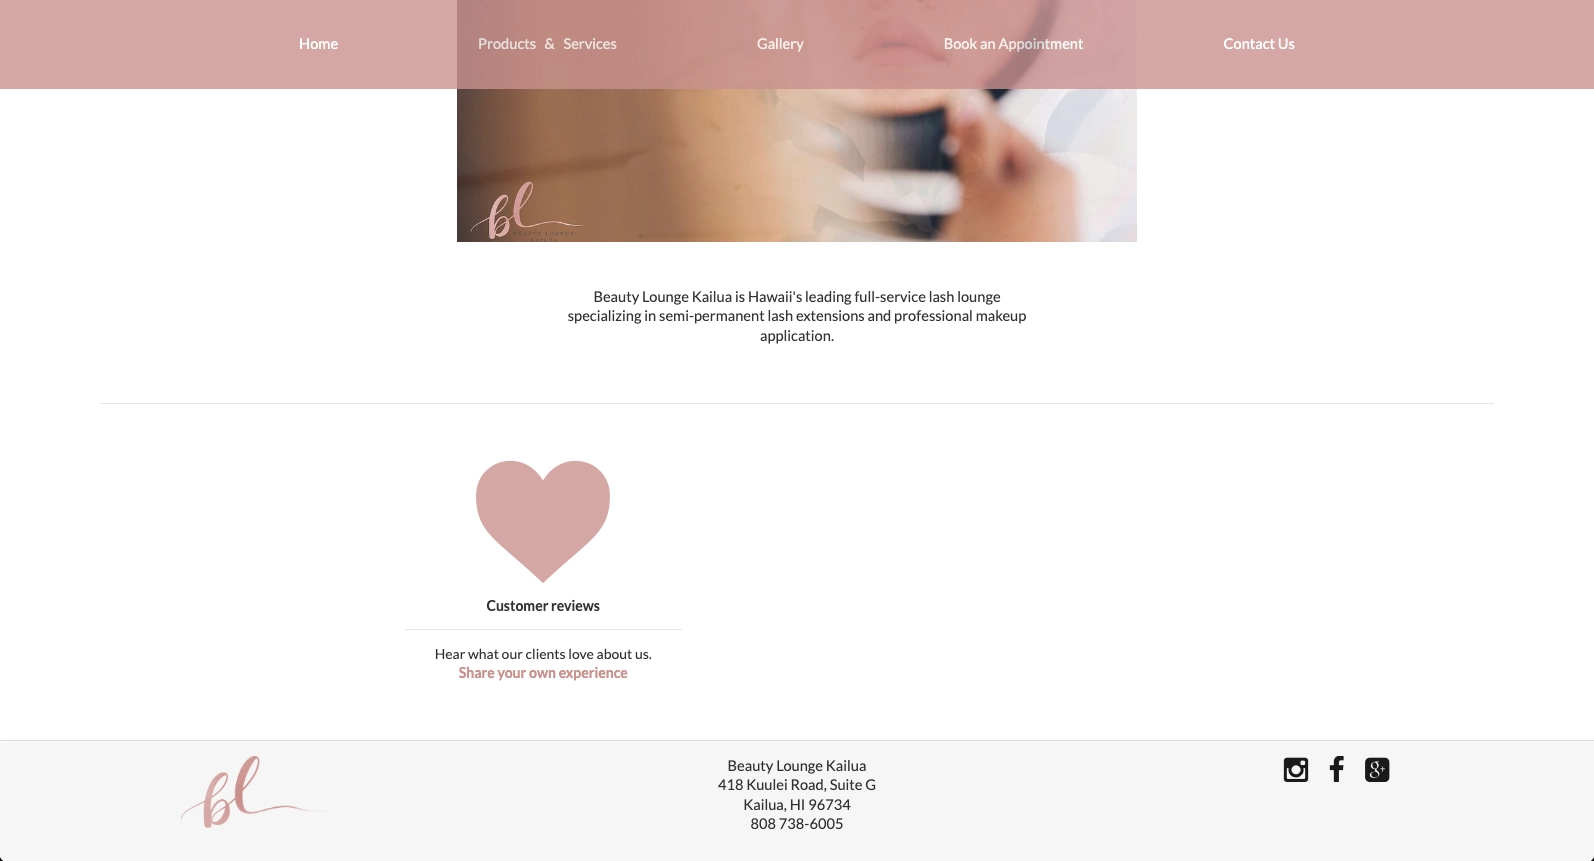 Home
Products & Services
Gallery
Book an Appointment
Contact Us
bl
BEAUTY LOUNGE
KAILUA
Beauty Lounge Kailua is Hawaii's leading full-service lash lounge
specializing in semi-permanent lash extensions and professional makeup
application.
Customer reviews
Hear what our clients love about us.
Share your own experience
bl
Beauty Lounge Kailua
418 Kuulei Road, Suite G
Kailua, HI 96734
808 738-6005
g+